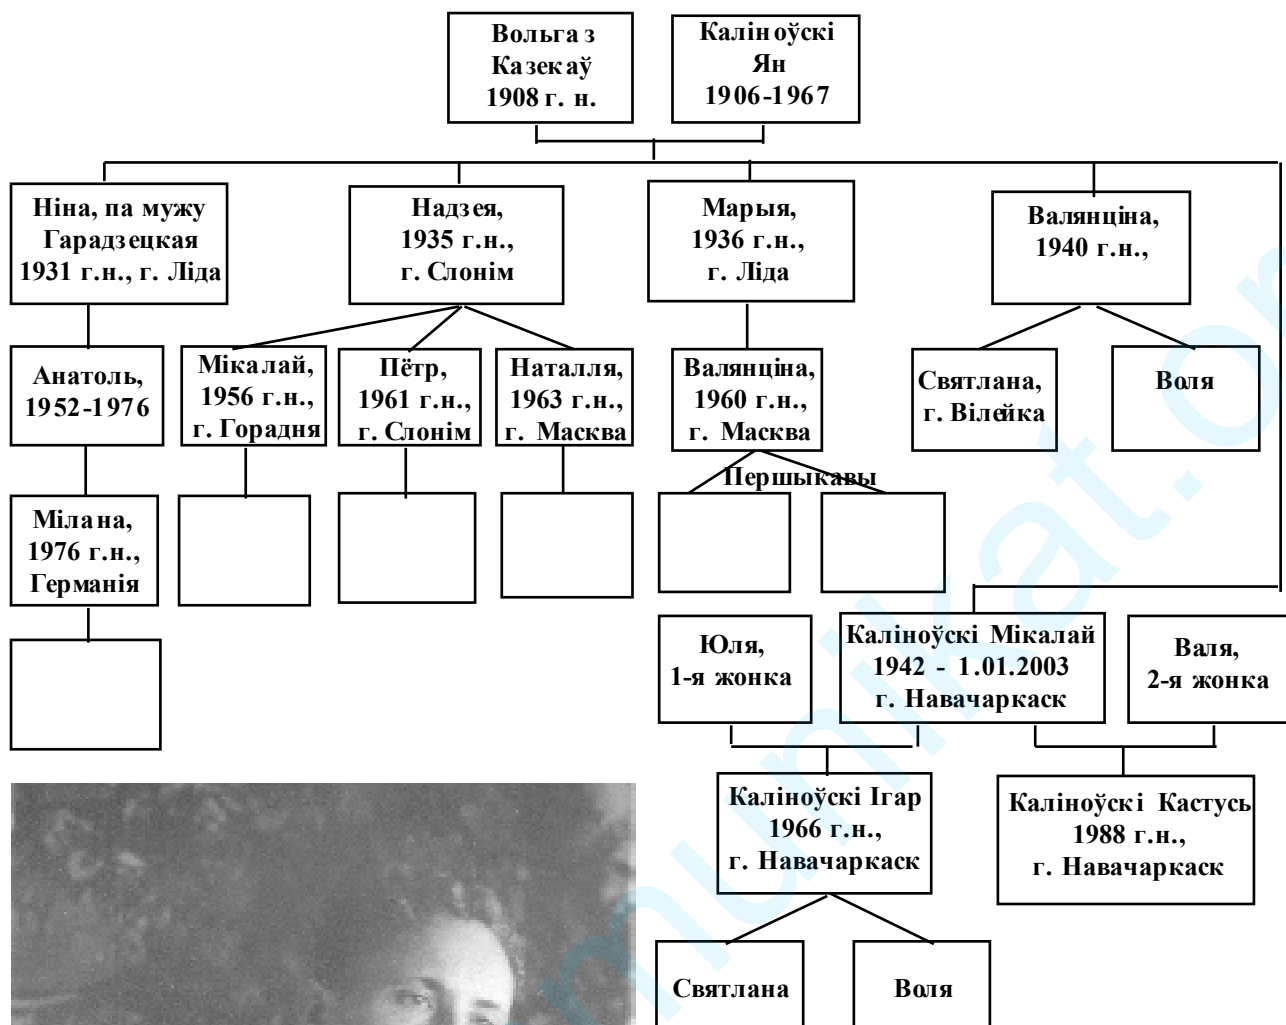 Вольга з
Казекаў
1908 г. н.
Каліноўскі
Ян
1906-1967
Ніна, па мужу
Гарадзецкая
1931 г.н., г. Ліда
Надзея,
1935 г.н.,
г. Слонім
Марыя,
1936 г.н.,
г. Ліда
Валянціна,
1940 г.н.,
Анатоль,
1952-1976
Мікалай,
1956 г.н.,
г. Горадня
Пётр,
1961 г.н.,
г. Слонім
Наталля,
1963 г.н.,
г. Масква
Валянціна,
1960 г.н.,
г. Масква
Святлана,
г. Вілейка
Воля
Першыкавы
Мілана,
1976 г.н.,
Германія
Юля,
1-я жонка
Каліноўскі Мікалай
1942 - 1.01.2003
г. Навачаркаск
Валя,
2-я жонка
Каліноўскі Ігар
1966 г.н.,
г. Навачаркаск
Каліноўскі Кастусь
1988 г.н.,
г. Навачаркаск
Святлана
Воля
munikat.or